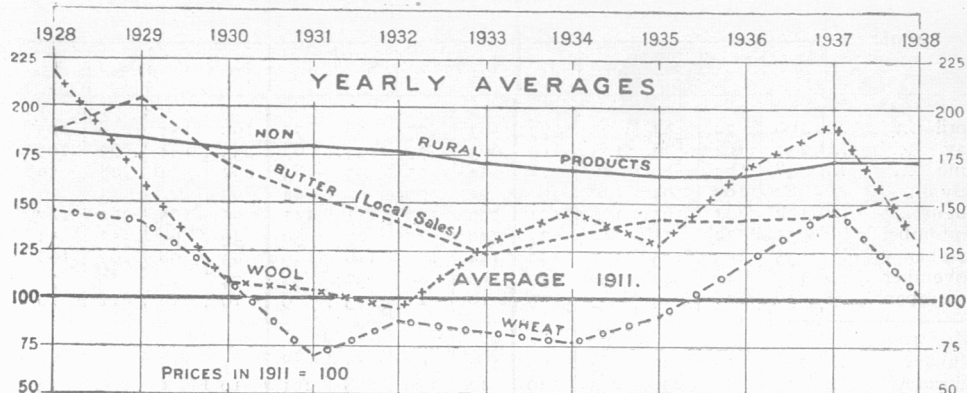 1928 1929 1930 1931 1932 1933 1934 1935 1936 1937 1938
225 225
YEARLY AVERAGES
200 200
NON RURAL PRODUCTS
175 175
BUTTER (Local Sales)
150 150
125 125
WOOL
AVERAGE 1911.
100 100
WHEAT
75 75
PRICES IN 1911 = 100
50 50